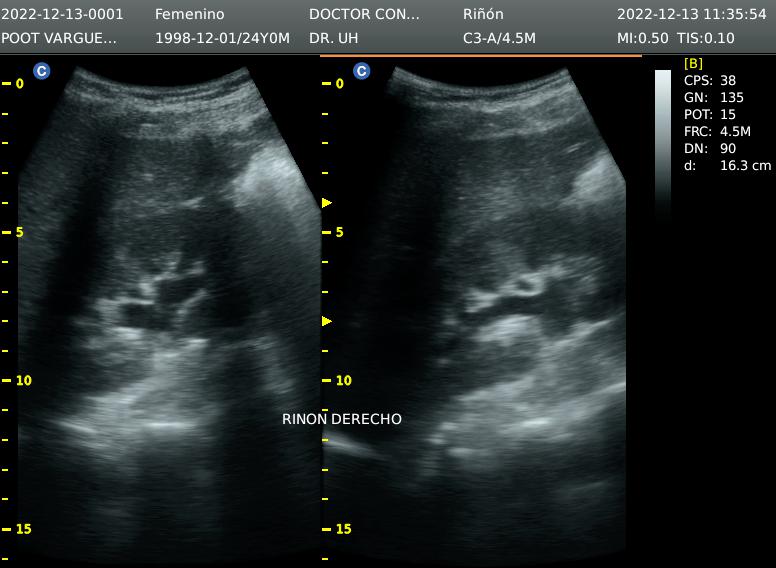 2022-12-13-0001 Femenino DOCTOR CON... Riñón 2022-12-13 11:35:54
POOT VARGUE... 1998-12-01/24Y0M DR. UH C3-A/4.5M MI:0.50 TIS:0.10
C C [B]
0 0 CPS: 38
GN: 135
POT: 15
FRC: 4.5M
DN: 90
d: 16.3 cm
5 5
10 10
RINON DERECHO
15 15